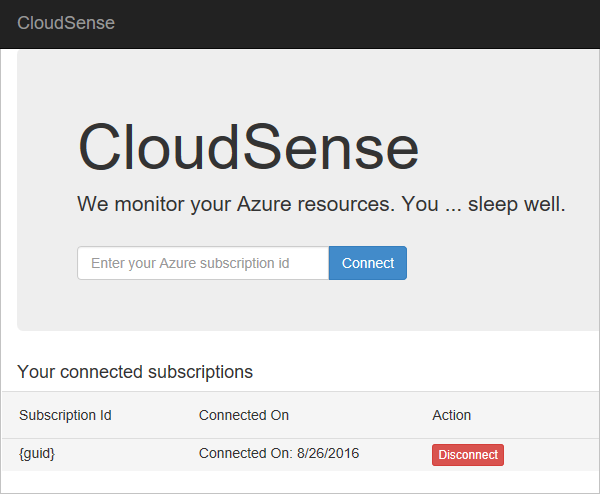 CloudSense
CloudSense
We monitor your Azure resources. You ... sleep well.
Enter your Azure subscription id Connect
Your connected subscriptions
Subscription Id Connected On Action
{guid} Connected On: 8/26/2016 Disconnect